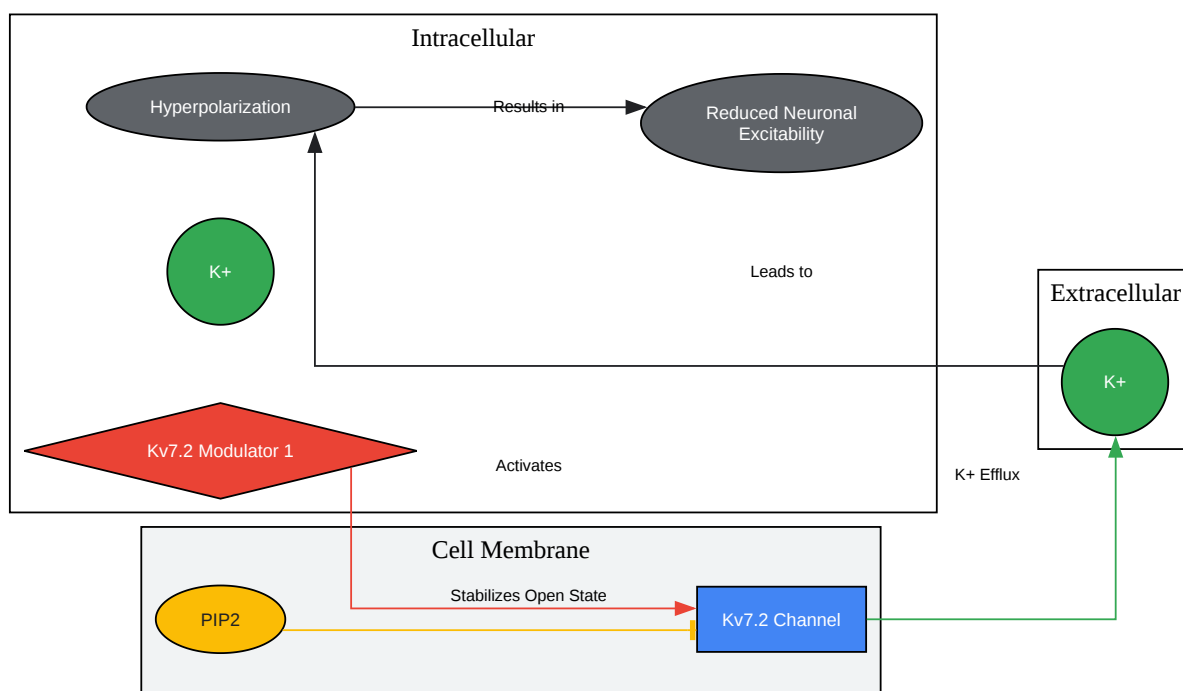 Intracellular
Hyperpolarization
Results in
Reduced Neuronal
Excitability
K+
Leads to
Extracellular
K+
Kv7.2 Modulator 1
Activates
K+ Efflux
Cell Membrane
Stabilizes Open State
PIP2
Kv7.2 Channel